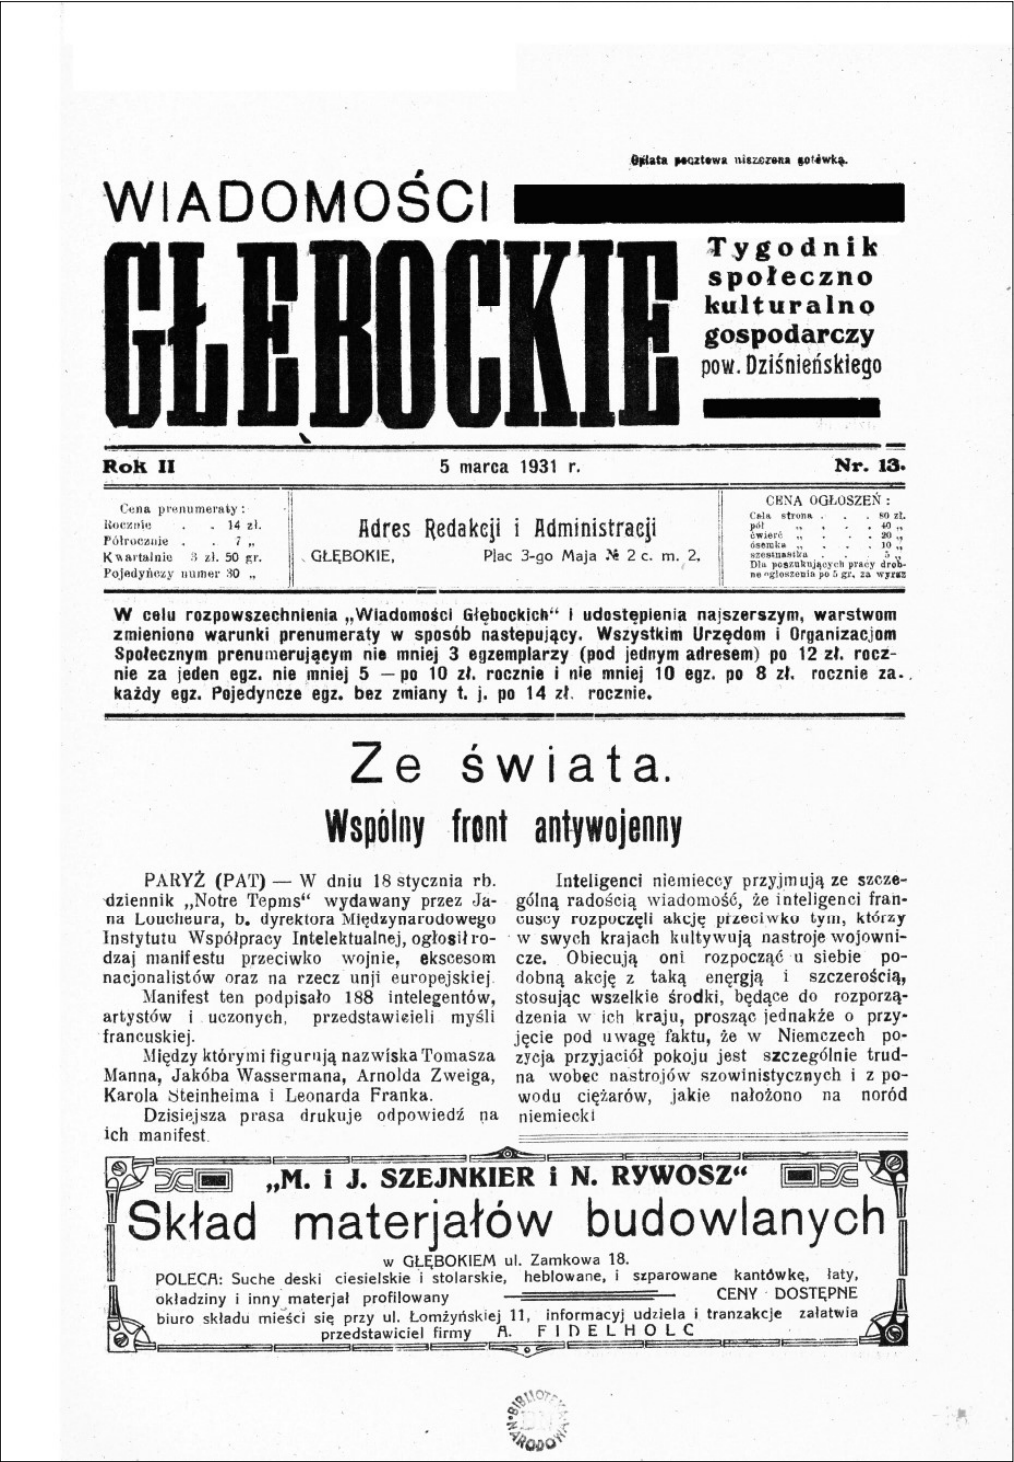 Opłata pocztowa niszczona gotówką.
WIADOMOŚCI
GŁĘBOCKIE
Tygodnik
społeczno
kulturalno
gospodarczy
pow. Dziśnieńskiego
Rok II
5 marca 1931 r.
Nr. 13.
Cena prenumeraty:
Rocznie . . 14 zł.
Półrocznie . . 7 „
Kwartalnie 3 zł. 50 gr.
Pojedyńczy numer 30 „
Adres Redakcji i Administracji
GŁĘBOKIE, Plac 3-go Maja № 2 c. m. 2.
CENA OGŁOSZEŃ:
Cała strona . . . 80 zł.
pół „ . . . 40 „
ćwierć „ . . . 20 „
ósemka „ . . . 10 „
szesnastka . . . 5 „
Dla poszukujących pracy drob-
ne ogłoszenia po 5 gr. za wyraz
W celu rozpowszechnienia „Wiadomości Głębockich“ i udostępienia najszerszym, warstwom
zmieniono warunki prenumeraty w sposób następujący. Wszystkim Urzędom i Organizacjom
Społecznym prenumerującym nie mniej 3 egzemplarzy (pod jednym adresem) po 12 zł. rocz-
nie za jeden egz. nie mniej 5 — po 10 zł. rocznie i nie mniej 10 egz. po 8 zł. rocznie za
każdy egz. Pojedyncze egz. bez zmiany t. j. po 14 zł. rocznie.
Ze świata.
Wspólny front antywojenny
PARYŻ (PAT) — W dniu 18 stycznia rb.
dziennik „Notre Tepms“ wydawany przez Ja-
na Loucheura, b. dyrektora Międzynarodowego
Instytutu Współpracy Intelektualnej, ogłosił ro-
dzaj manifestu przeciwko wojnie, ekscesom
nacjonalistów oraz na rzecz unji europejskiej.
Manifest ten podpisało 188 intelegentów,
artystów i uczonych, przedstawicieli myśli
francuskiej.
Między którymi figurują nazwiska Tomasza
Manna, Jakóba Wassermana, Arnolda Zweiga,
Karola Steinheima i Leonarda Franka.
Dzisiejsza prasa drukuje odpowiedź na
ich manifest.
Inteligenci niemieccy przyjmują ze szcze-
gólną radością wiadomość, że inteligenci fran-
cuscy rozpoczęli akcję przeciwko tym, którzy
w swych krajach kultywują nastroje wojowni-
cze. Obiecują oni rozpocząć u siebie po-
dobną akcję z taką enęrgją i szczerością,
stosując wszelkie środki, będące do rozporzą-
dzenia w ich kraju, prosząc jednakże o przy-
jęcie pod uwagę faktu, że w Niemczech po-
zycja przyjaciół pokoju jest szczególnie trud-
na wobec nastrojów szowinistycznych i z po-
wodu ciężarów, jakie nałożono na noród
niemiecki
„M. i J. SZEJNKIER i N. RYWOSZ“
Skład materjałów budowlanych
w GŁĘBOKIEM ul. Zamkowa 18.
POLECA: Suche deski ciesielskie i stolarskie, heblowane, i szparowane kantówkę, łaty,
okładziny i inny materjał profilowany CENY DOSTĘPNE
biuro składu mieści się przy ul. Łomżyńskiej 11, informacyj udziela i tranzakcje załatwia
przedstawiciel firmy A. FIDELHOLC
BIBLIOTEKA
BN
NARODOWA